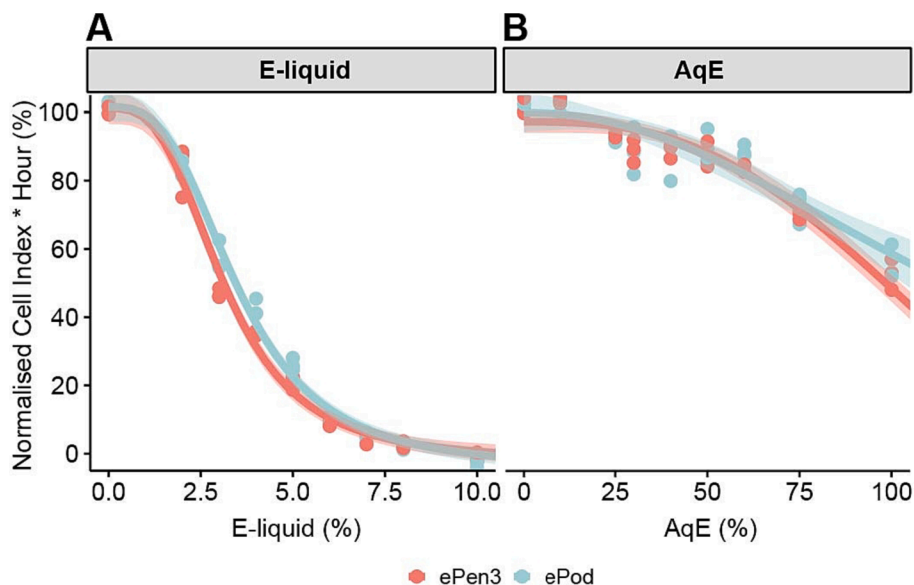 A
B
E-liquid
AqE
Normalised Cell Index * Hour (%)
100
80
60
40
20
0
0.0 2.5 5.0 7.5 10.0
0 25 50 75 100
E-liquid (%)
AqE (%)
ePen3 ePod